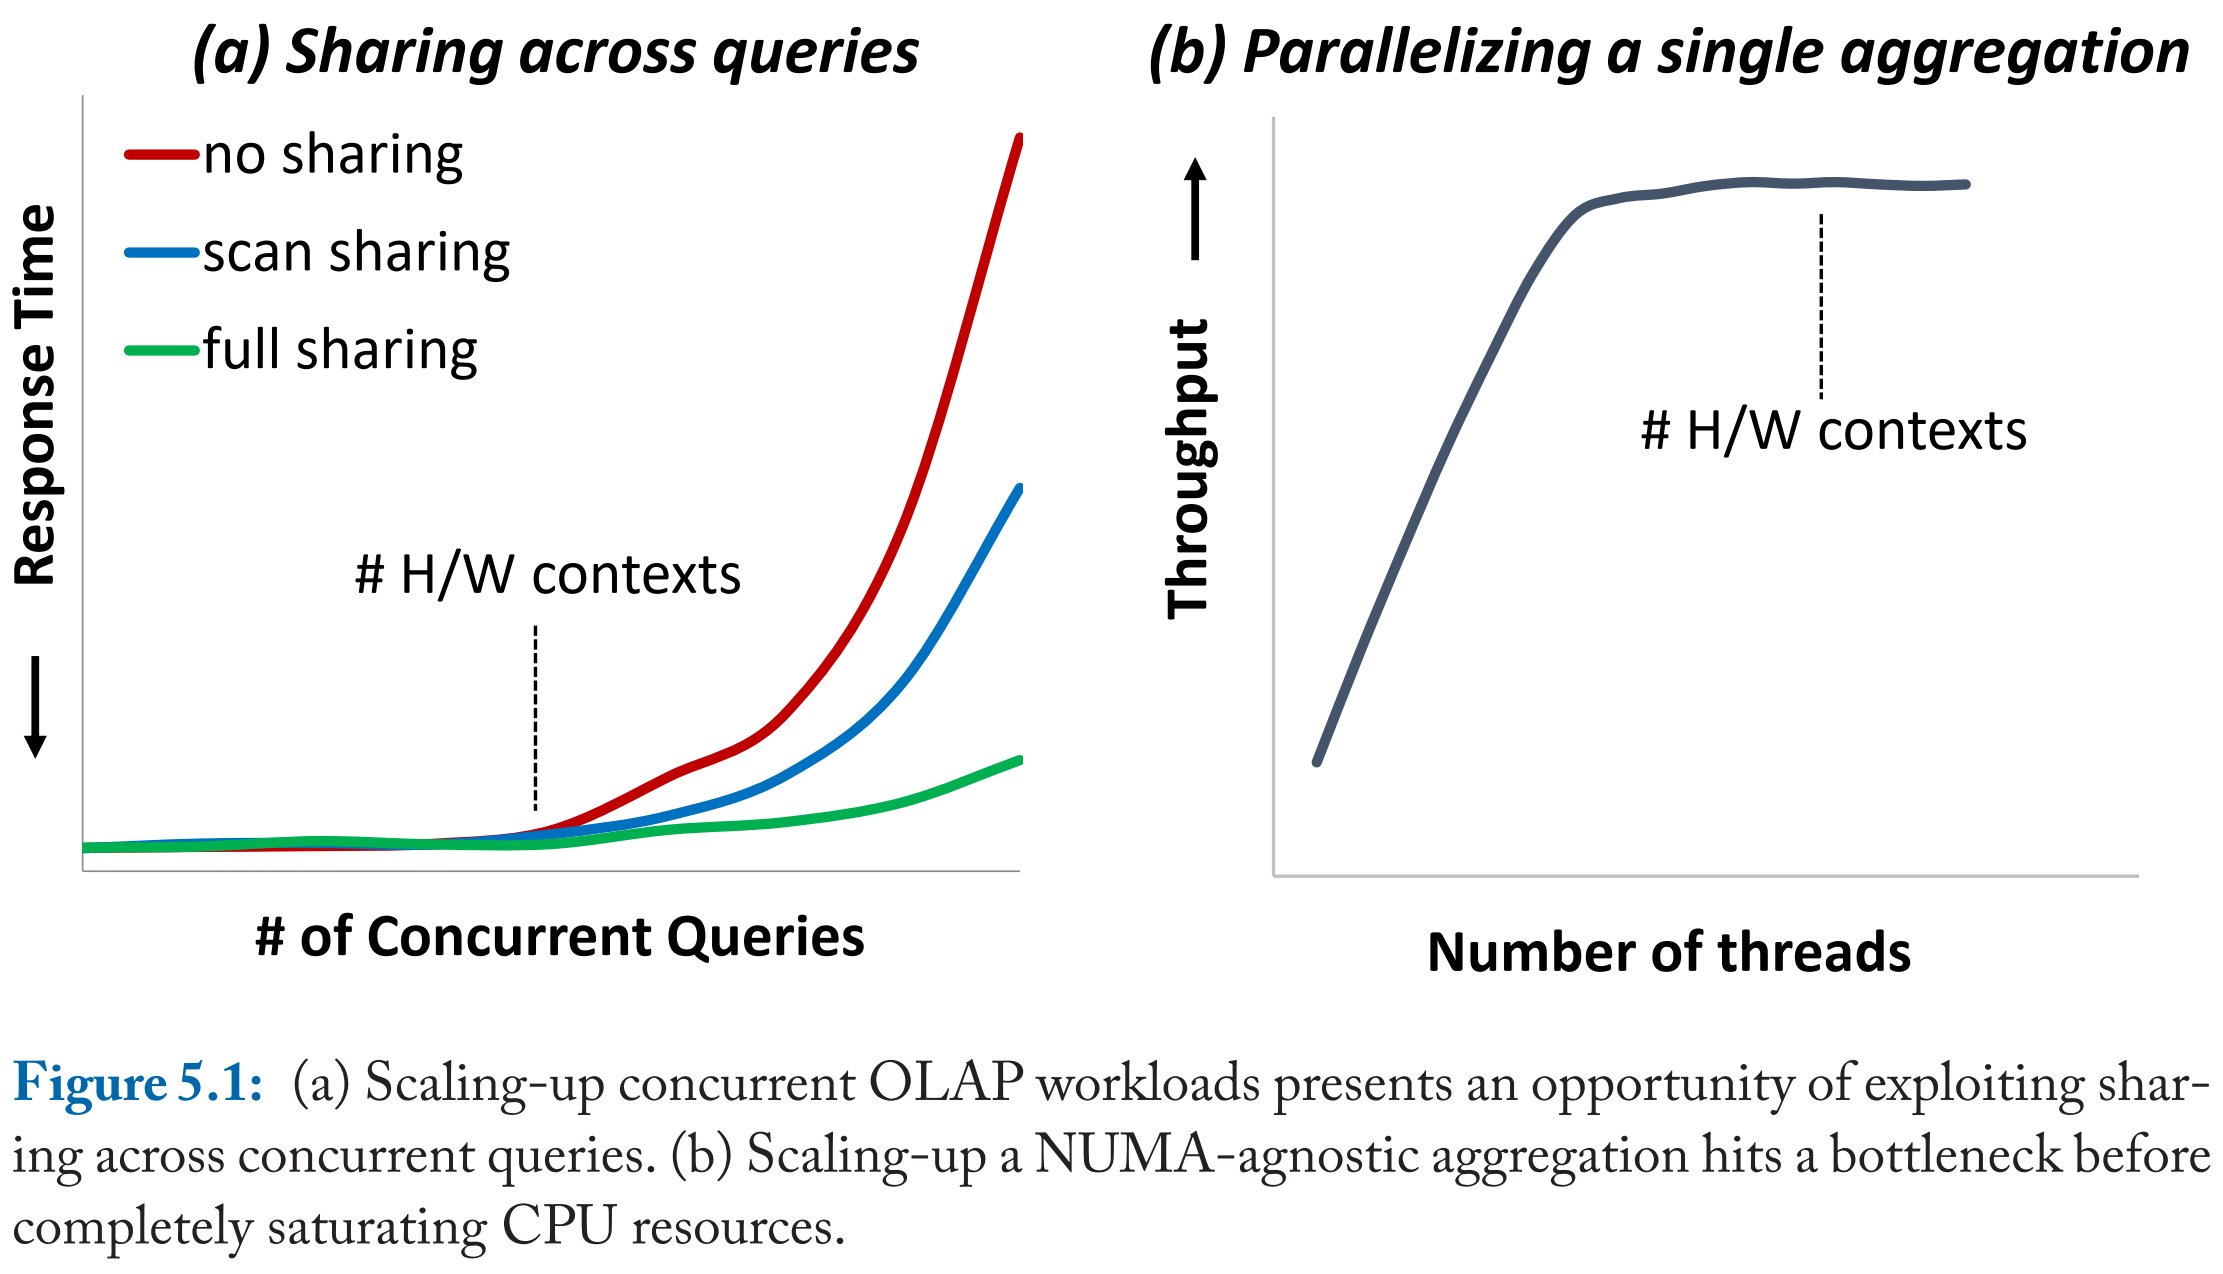 (a) Sharing across queries
no sharing
scan sharing
full sharing
# H/W contexts
Response Time
# of Concurrent Queries
(b) Parallelizing a single aggregation
Throughput
# H/W contexts
Number of threads
Figure 5.1: (a) Scaling-up concurrent OLAP workloads presents an opportunity of exploiting shar-
ing across concurrent queries. (b) Scaling-up a NUMA-agnostic aggregation hits a bottleneck before
completely saturating CPU resources.